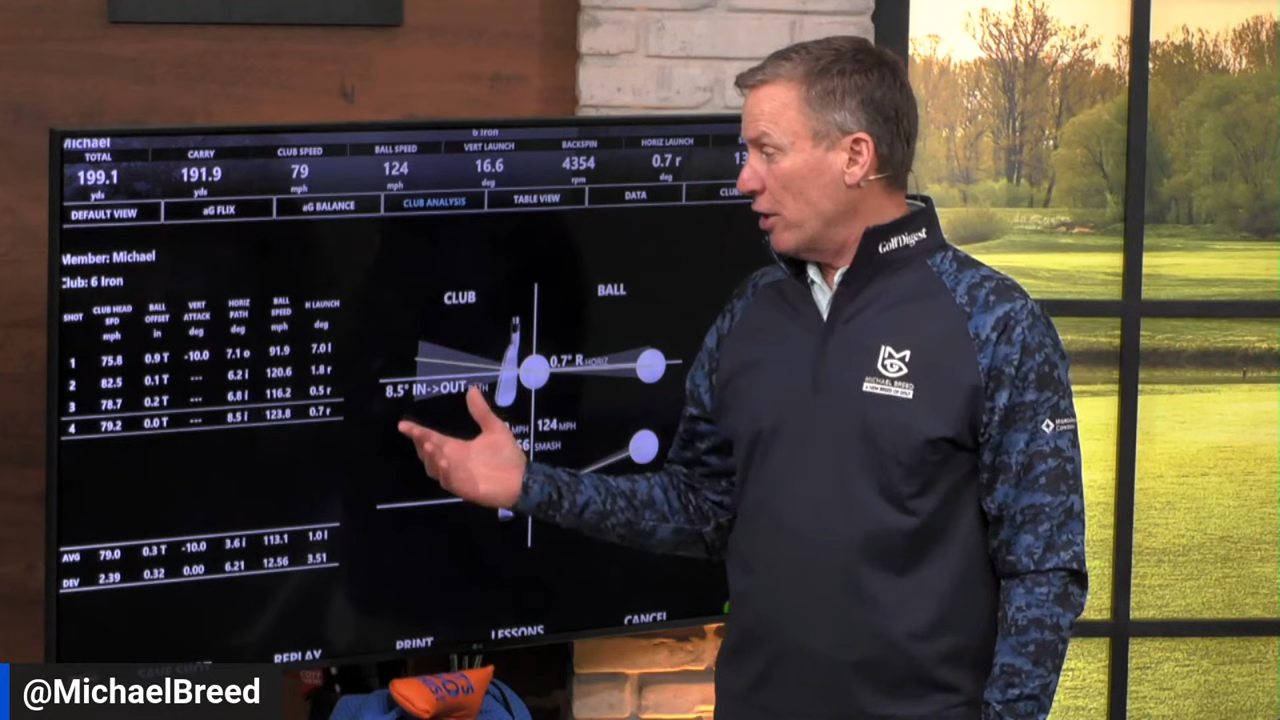 Michael
6 Iron
TOTAL CARRY CLUB SPEED BALL SPEED VERT LAUNCH BACKSPIN HORIZ LAUNCH
199.1 191.9 79 124 16.6 4354 0.7 r
yds yds mph mph deg rpm deg
DEFAULT VIEW aG FLIX aG BALANCE CLUB ANALYSIS TABLE VIEW DATA
Member: Michael
Club: 6 Iron
SHOT CLUB HEAD SPD mph BALL OFFSET in VERT ATTACK deg HORIZ PATH deg BALL SPEED mph H LAUNCH deg
1 75.8 0.9 T -10.0 7.1 o 91.9 7.0 l
2 82.5 0.1 T --- 6.2 i 120.6 1.8 r
3 78.7 0.2 T --- 6.8 i 116.2 0.5 r
4 79.2 0.0 T --- 8.5 i 123.8 0.7 r
AVG 79.0 0.3 T -10.0 3.6 i 113.1 1.0 l
DEV 2.39 0.32 0.00 6.21 12.56 3.51
CLUB BALL
0.7° R HORIZ
8.5° IN->OUT
MPH 124 MPH
SMASH
REPLAY PRINT LESSONS CANCEL
GolfDigest
MICHAEL BREED
A NEW BREED OF GOLF
@MichaelBreed